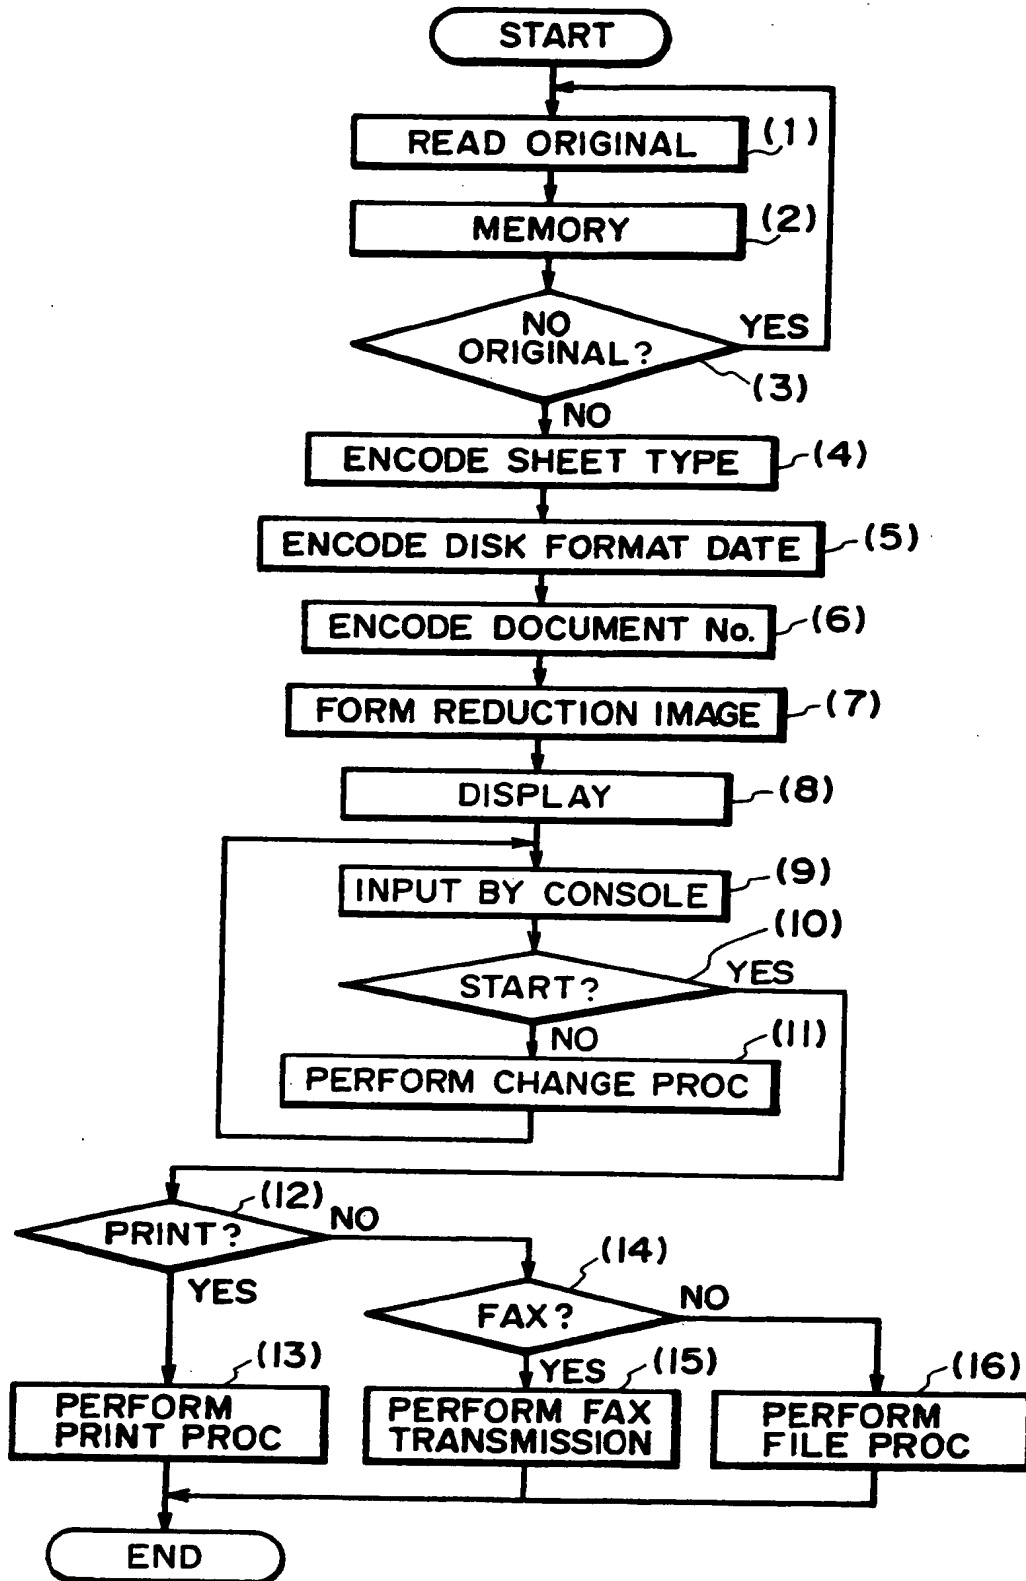 START
READ ORIGINAL
(1)
MEMORY
(2)
NO
ORIGINAL?
YES
(3)
NO
ENCODE SHEET TYPE
(4)
ENCODE DISK FORMAT DATE
(5)
ENCODE DOCUMENT No.
(6)
FORM REDUCTION IMAGE
(7)
DISPLAY
(8)
INPUT BY CONSOLE
(9)
(10)
START?
YES
NO
(11)
PERFORM CHANGE PROC
(12)
PRINT?
NO
YES
(14)
FAX?
NO
YES
(13)
PERFORM
PRINT PROC
(15)
PERFORM FAX
TRANSMISSION
(16)
PERFORM
FILE PROC
END